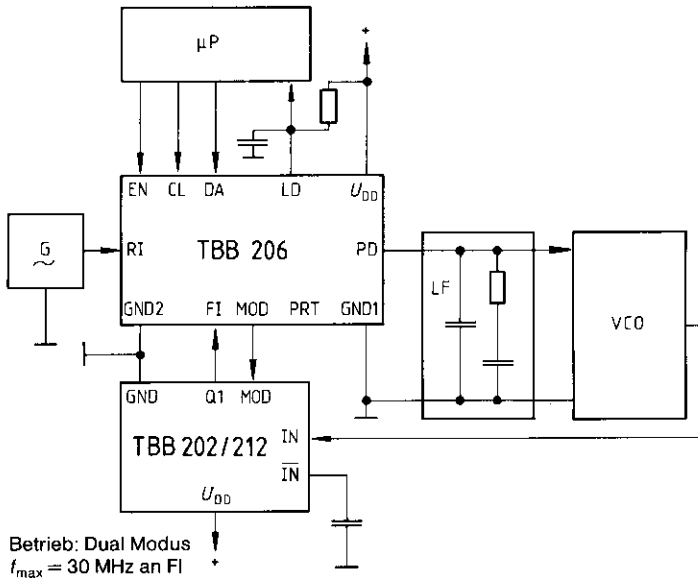 μP
+
EN CL DA LD U_DD
G
~
RI TBB 206 PD
LF
VCO
GND2 FI MOD PRT GND1
GND Q1 MOD
IN
TBB 202/212
I̅N̅
U_DD
+
Betrieb: Dual Modus
f_max = 30 MHz an FI